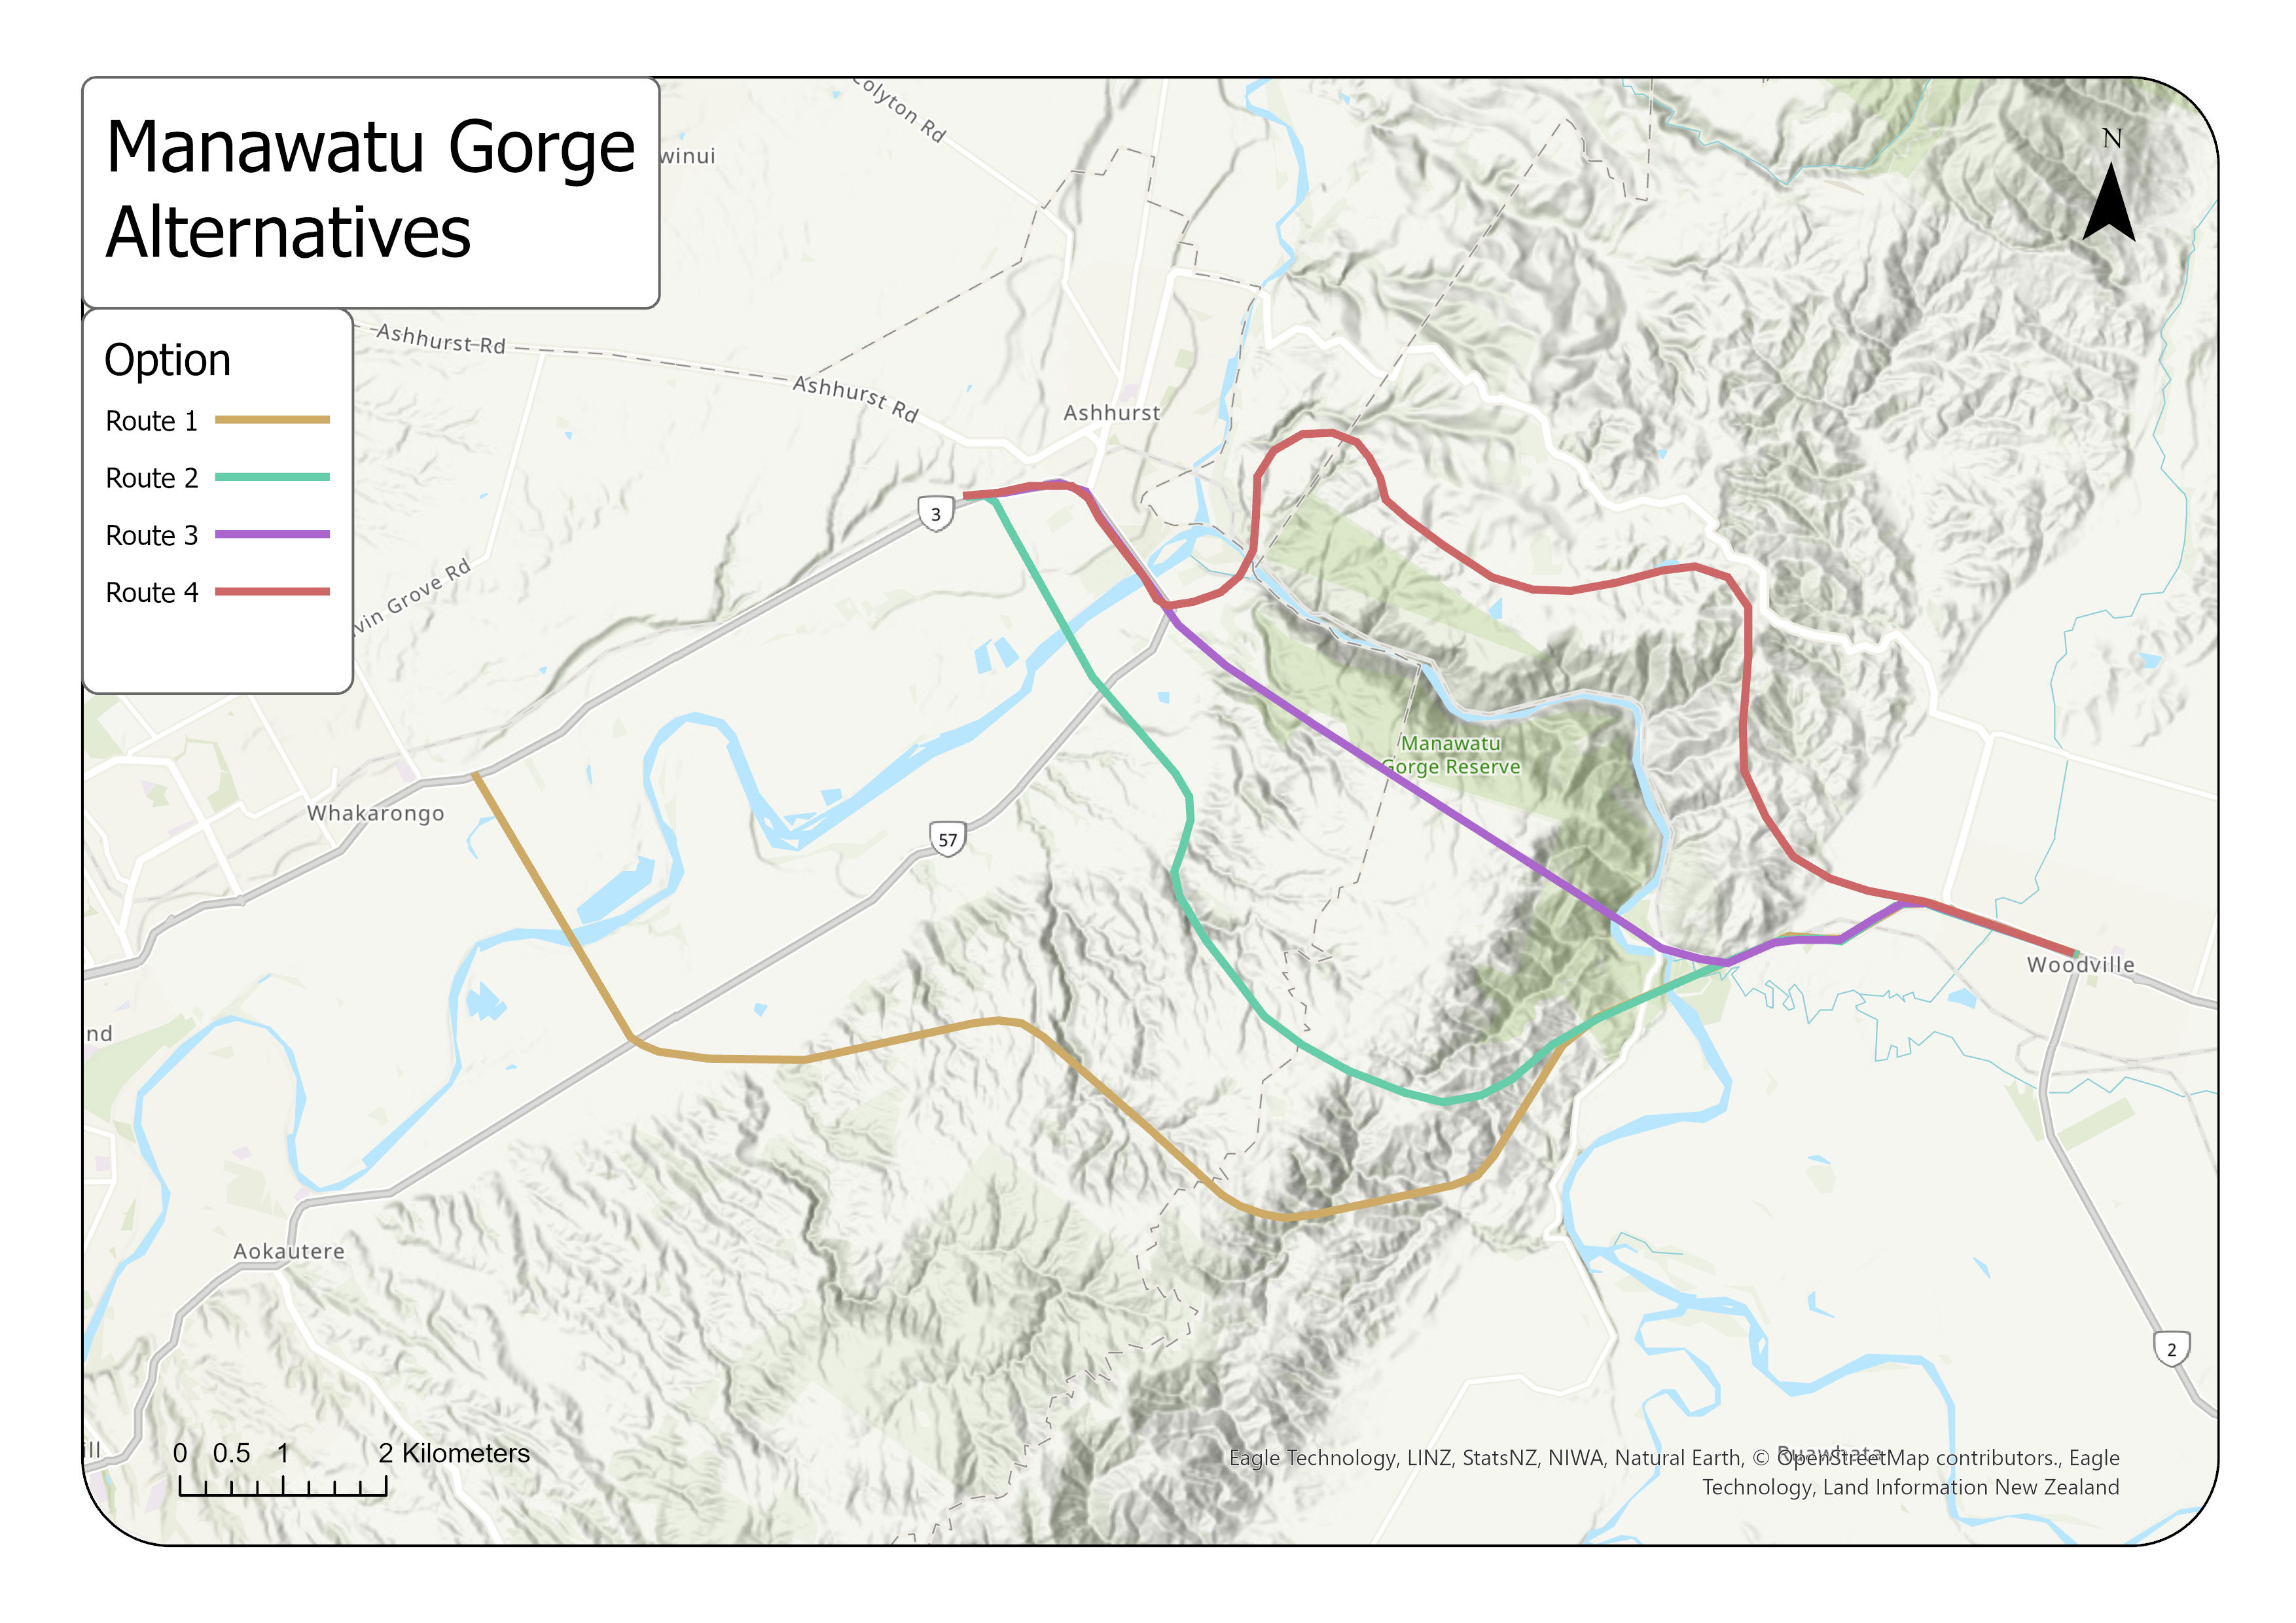 Manawatu Gorge
Alternatives
Option
Route 1
Route 2
Route 3
Route 4
Colyton Rd
winui
N
Ashhurst Rd
Ashhurst Rd
Ashhurst
3
vin Grove Rd
Manawatu
Gorge Reserve
Whakarongo
57
Woodville
nd
Aokautere
2
ill
0 0.5 1 2 Kilometers
Ruawhata
Eagle Technology, LINZ, StatsNZ, NIWA, Natural Earth, © OpenStreetMap contributors., Eagle
Technology, Land Information New Zealand